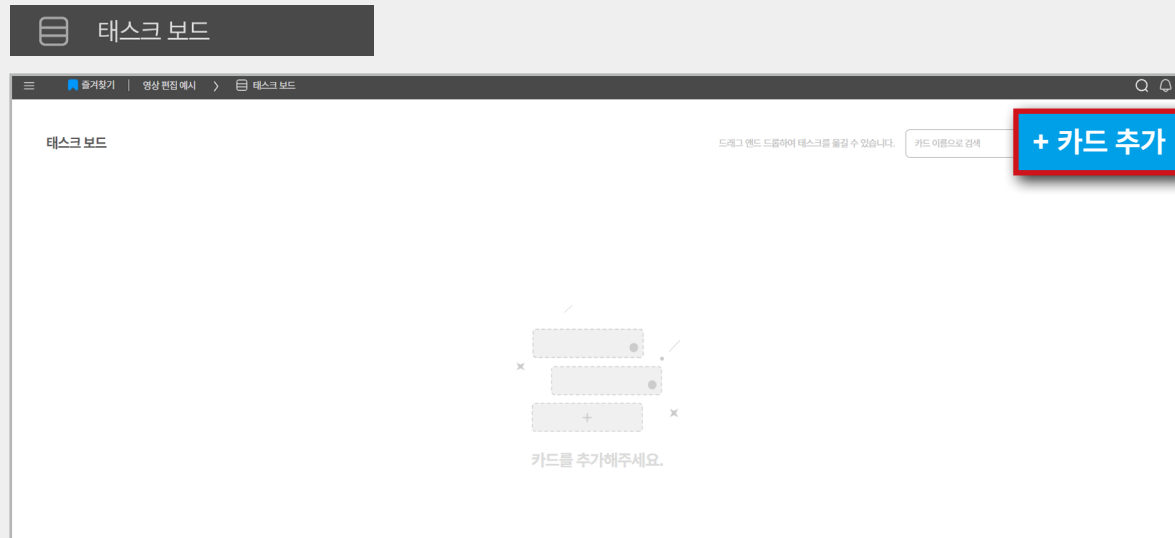 태스크 보드
즐겨찾기 | 영상 편집 예시 > 태스크 보드
태스크 보드
드래그 앤드 드롭하여 태스크를 옮길 수 있습니다.
카드 이름으로 검색
+ 카드 추가
카드를 추가해주세요.